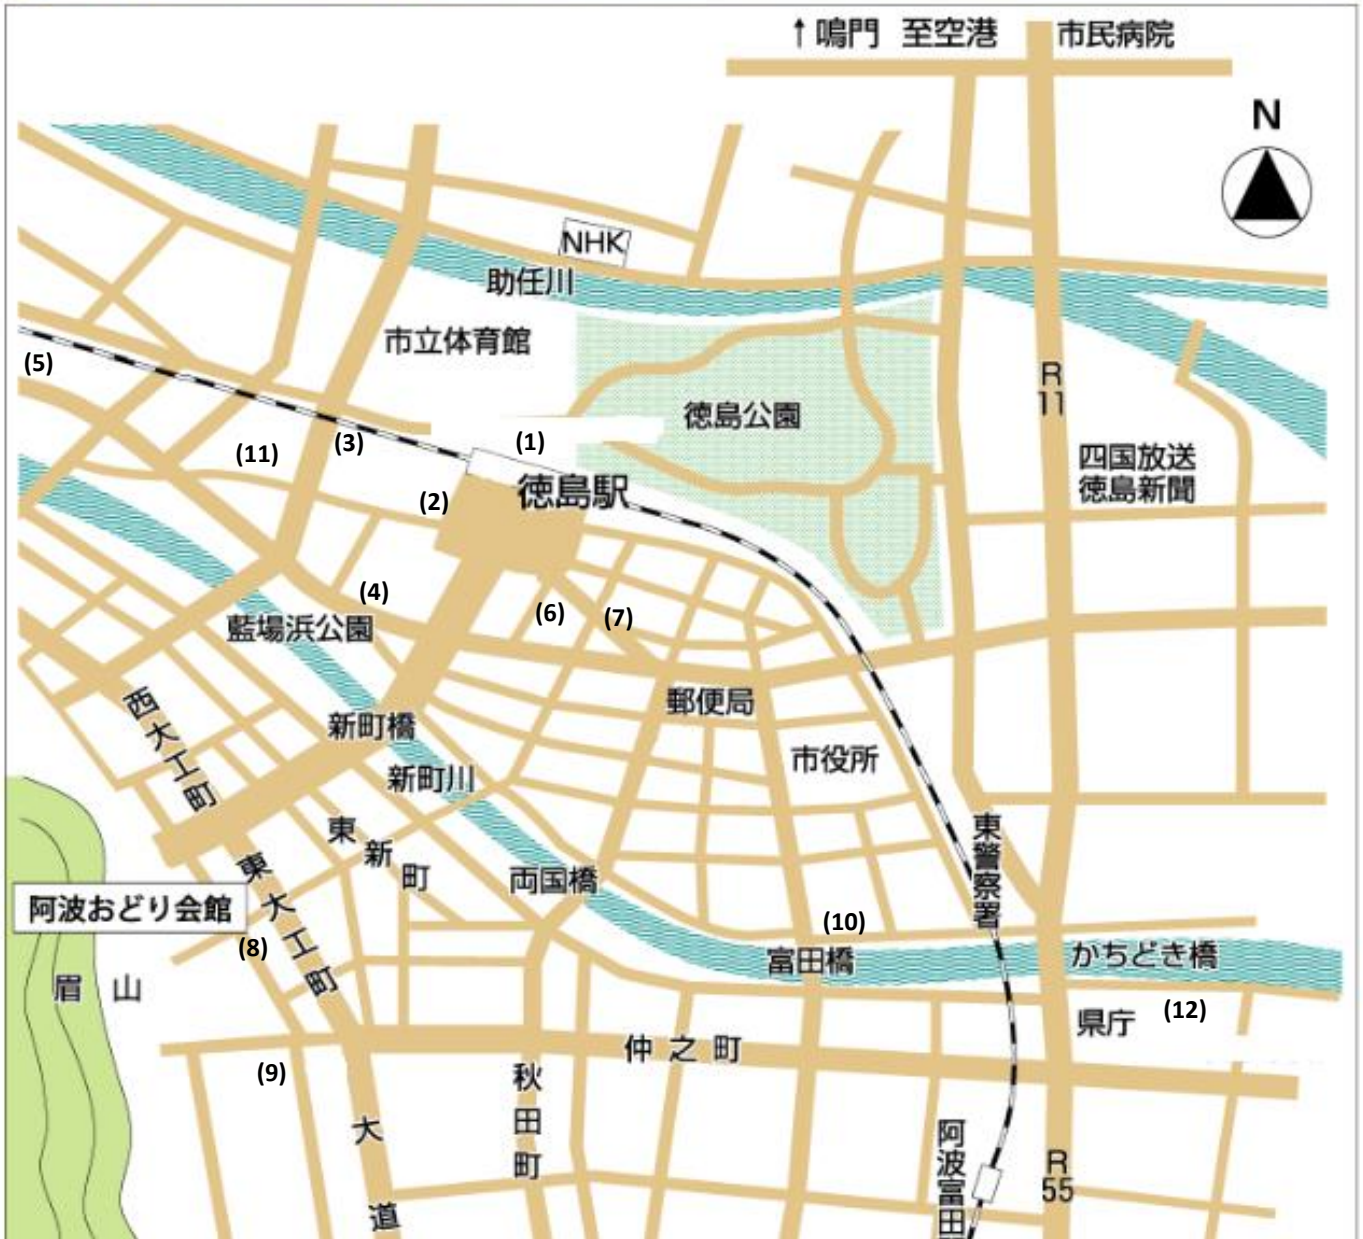 ↑鳴門 至空港
市民病院
N
NHK
助任川
市立体育館
(5)
R
11
徳島公園
(11)
(3)
(1)
四国放送
徳島新聞
(2)
徳島駅
(4)
(6)
(7)
藍場浜公園
西大工町
新町橋
郵便局
市役所
新町川
東新町
東大工町
両国橋
東警察署
阿波おどり会館
(8)
(10)
富田橋
かちどき橋
眉山
(12)
県庁
仲之町
(9)
秋田町
大道
阿波富田
R
55